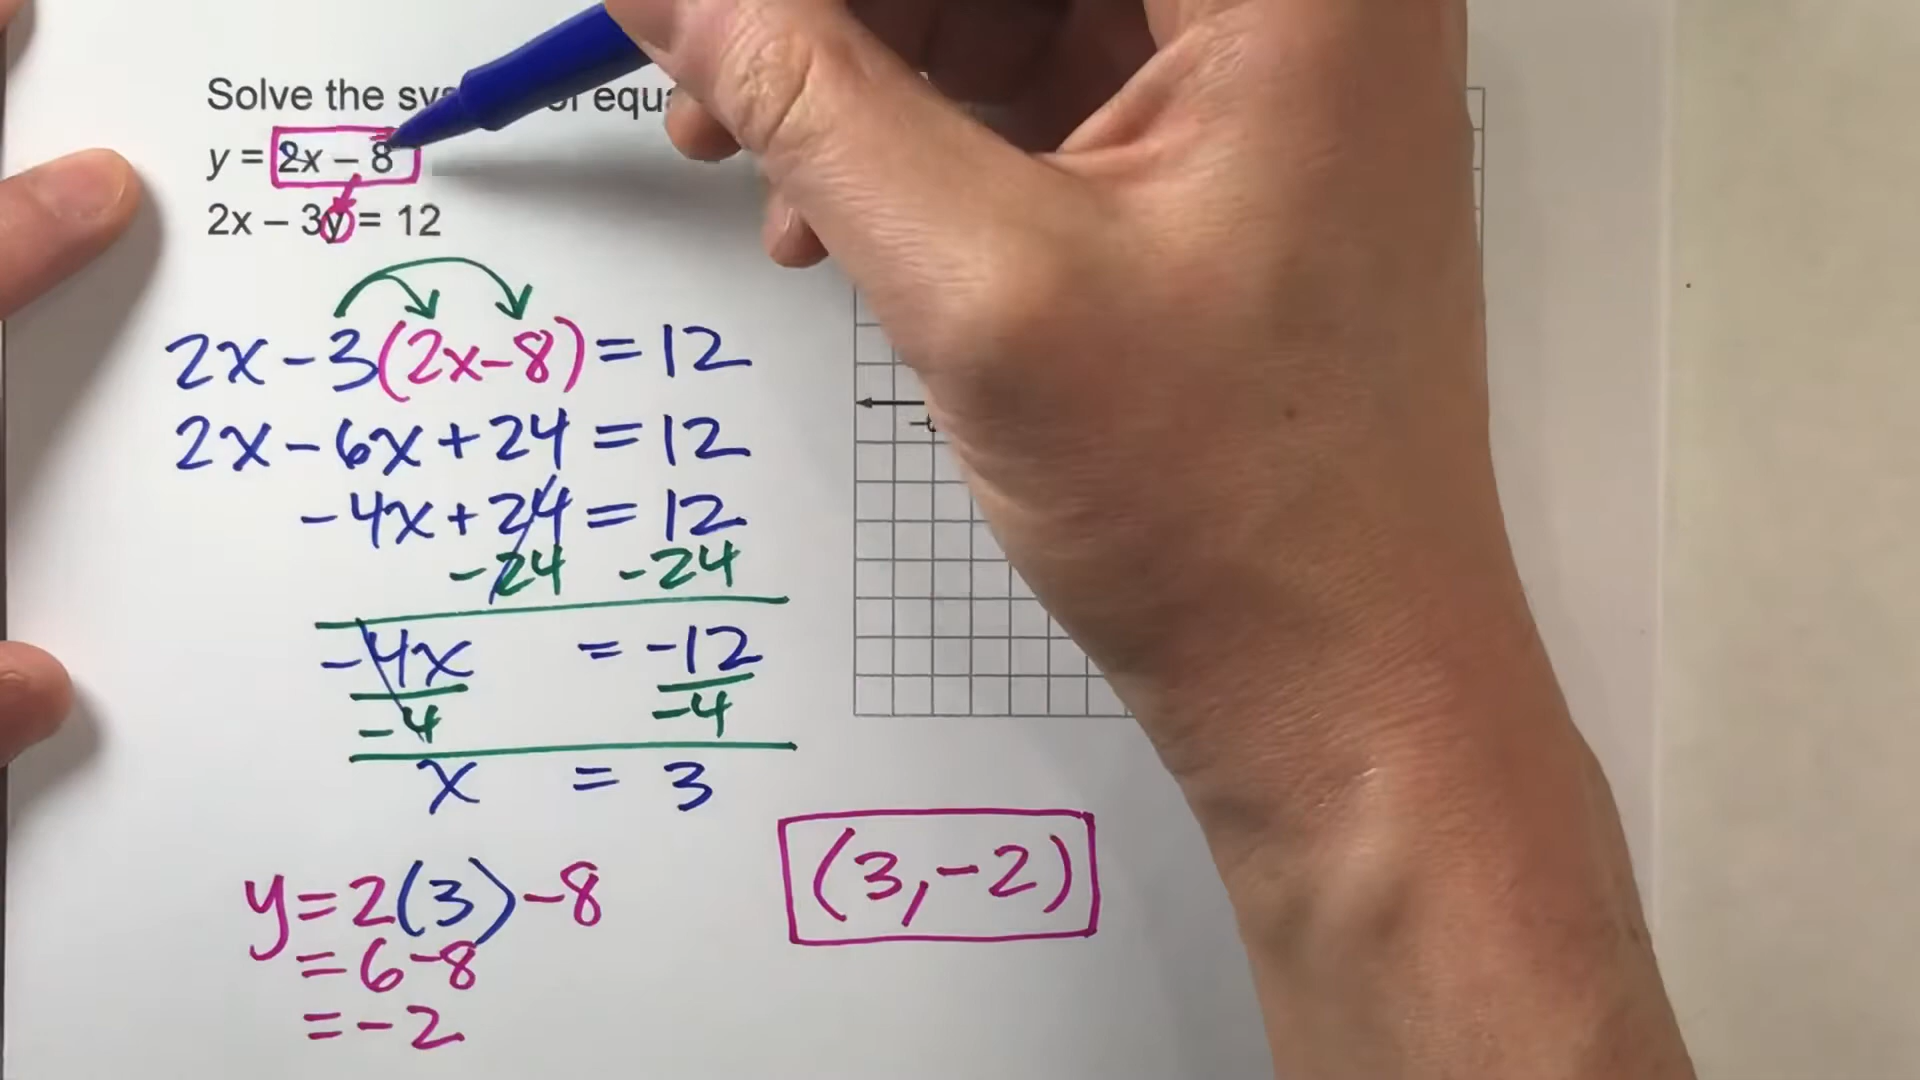 Solve the equa
y = 2x – 8
2x – 3y = 12
2x - 3(2x-8) = 12
2x - 6x + 24 = 12
-4x + 24 = 12
-24 -24
-4x = -12
-4 -4
x = 3
y = 2(3) - 8
= 6 - 8
= -2
(3, -2)